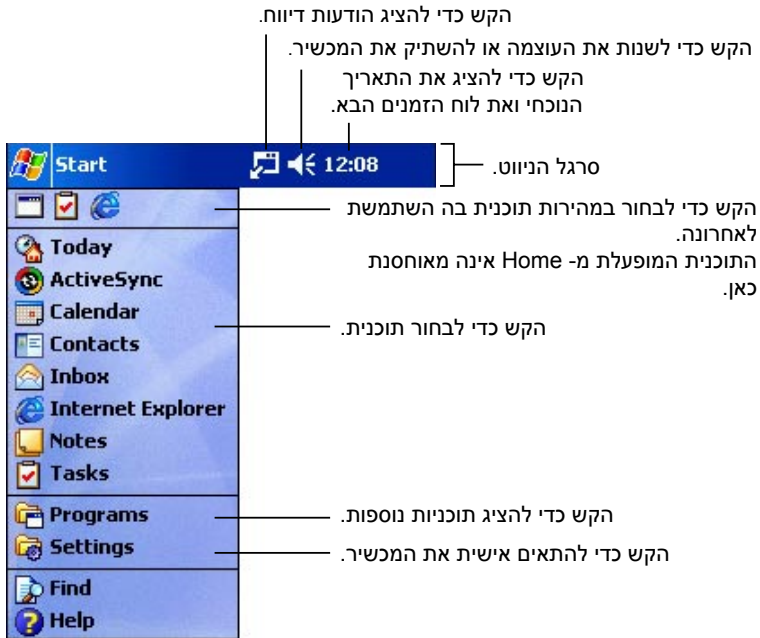 הקש כדי להציג הודעות דיווח.
הקש כדי לשנות את העוצמה או להשתיק את המכשיר.
הקש כדי להציג את התאריך
הנוכחי ואת לוח הזמנים הבא.
Start 12:08
סרגל הניווט.
הקש כדי לבחור במהירות תוכנית בה השתמשת
לאחרונה.
התוכנית המופעלת מ- Home אינה מאוחסנת
כאן.
Today
ActiveSync
Calendar
הקש כדי לבחור תוכנית.
Contacts
Inbox
Internet Explorer
Notes
Tasks
Programs
הקש כדי להציג תוכניות נוספות.
Settings
הקש כדי להתאים אישית את המכשיר.
Find
Help